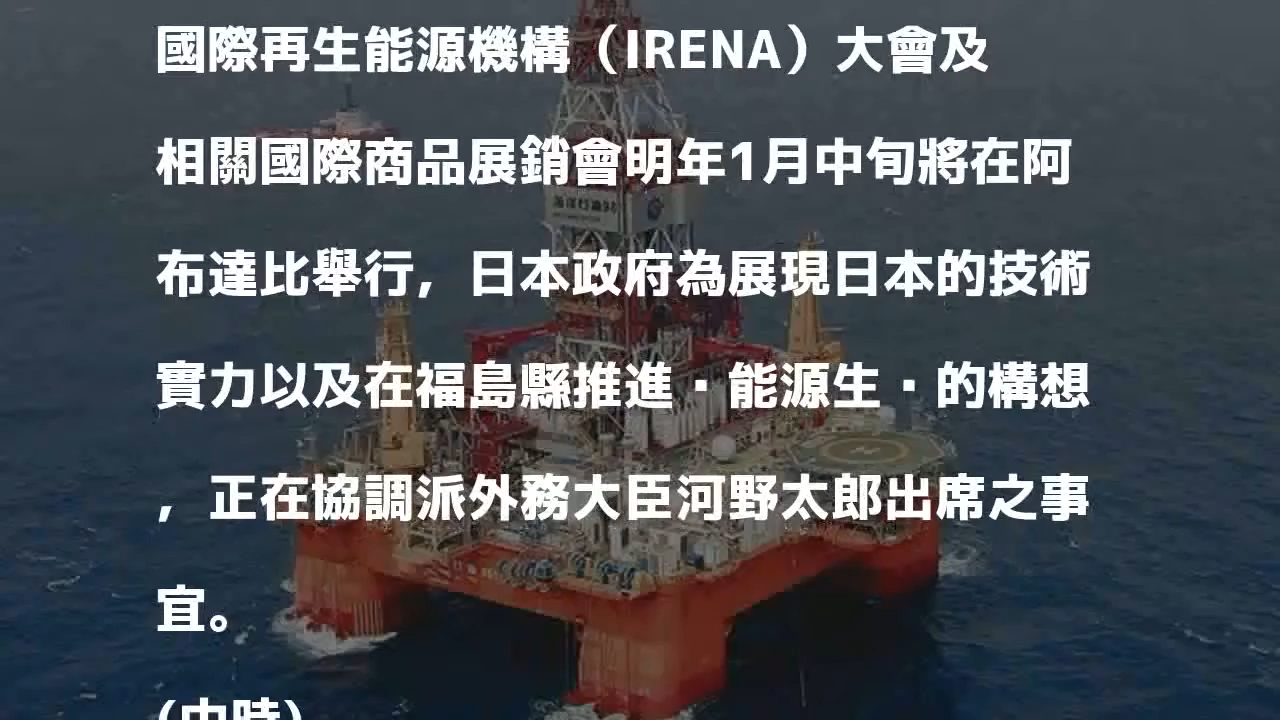 國際再生能源機構（IRENA）大會及
相關國際商品展銷會明年1月中旬將在阿
布達比舉行，日本政府為展現日本的技術
實力以及在福島縣推進·能源生·的構想
，正在協調派外務大臣河野太郎出席之事
宜。
(中時)